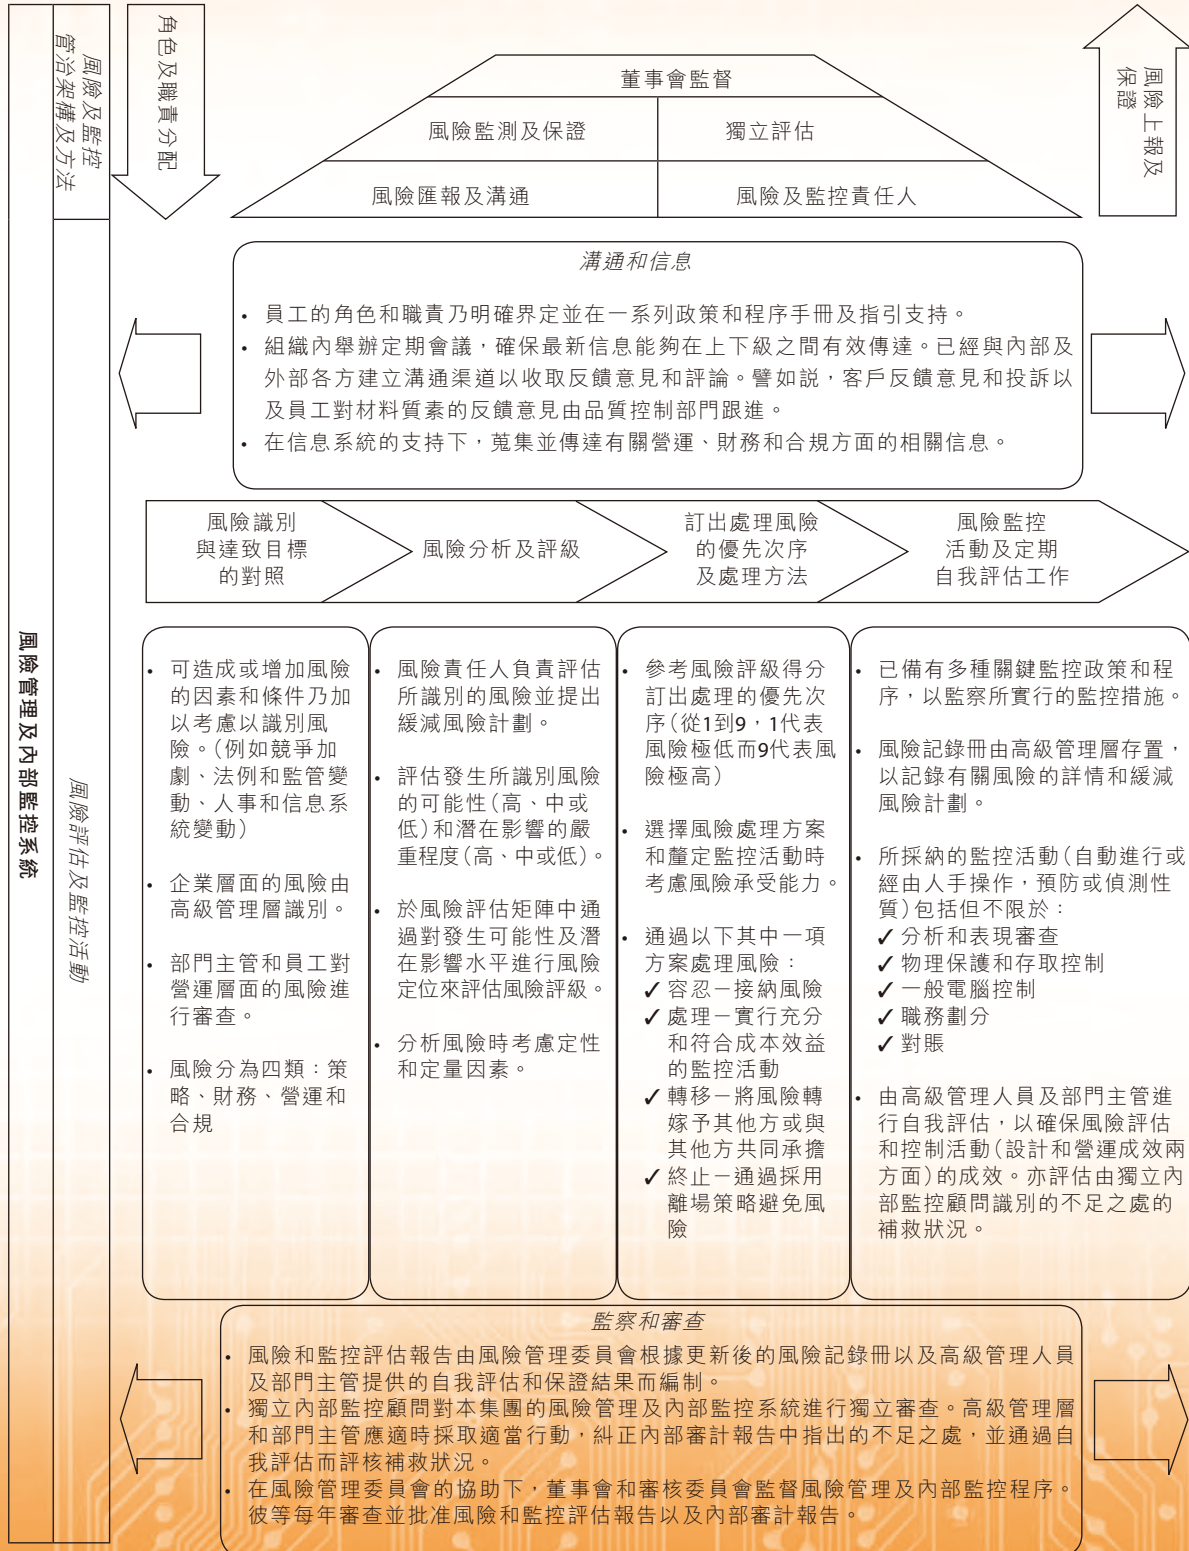 風險管理及內部監控系統
風險及監控
管治架構及方法
風險評估及監控活動
角色及職責分配
董事會監督
風險監測及保證
獨立評估
風險匯報及溝通
風險及監控責任人
風險上報及
保證
溝通和信息
• 員工的角色和職責乃明確界定並在一系列政策和程序手冊及指引支持。
• 組織內舉辦定期會議，確保最新信息能夠在上下級之間有效傳達。已經與內部及
外部各方建立溝通渠道以收取反饋意見和評論。譬如說，客戶反饋意見和投訴以
及員工對材料質素的反饋意見由品質控制部門跟進。
• 在信息系統的支持下，蒐集並傳達有關營運、財務和合規方面的相關信息。
風險識別
與達致目標
的對照
風險分析及評級
訂出處理風險
的優先次序
及處理方法
風險監控
活動及定期
自我評估工作
• 可造成或增加風險
的因素和條件乃加
以考慮以識別風
險。（例如競爭加
劇、法例和監管變
動、人事和信息系
統變動）
• 企業層面的風險由
高級管理層識別。
• 部門主管和員工對
營運層面的風險進
行審查。
• 風險分為四類：策
略、財務、營運和
合規
• 風險責任人負責評估
所識別的風險並提出
緩減風險計劃。
• 評估發生所識別風險
的可能性（高、中或
低）和潛在影響的嚴
重程度（高、中或低）。
• 於風險評估矩陣中通
過對發生可能性及潛
在影響水平進行風險
定位來評估風險評級。
• 分析風險時考慮定性
和定量因素。
• 參考風險評級得分
訂出處理的優先次
序（從1到9，1代表
風險極低而9代表風
險極高）
• 選擇風險處理方案
和釐定監控活動時
考慮風險承受能力。
• 通過以下其中一項
方案處理風險：
✓ 容忍－接納風險
✓ 處理－實行充分
和符合成本效益
的監控活動
✓ 轉移－將風險轉
嫁予其他方或與
其他方共同承擔
✓ 終止－通過採用
離場策略避免風
險
• 已備有多種關鍵監控政策和程
序，以監察所實行的監控措施。
• 風險記錄冊由高級管理層存置，
以記錄有關風險的詳情和緩減
風險計劃。
• 所採納的監控活動（自動進行或
經由人手操作，預防或偵測性
質）包括但不限於：
✓ 分析和表現審查
✓ 物理保護和存取控制
✓ 一般電腦控制
✓ 職務劃分
✓ 對賬
• 由高級管理人員及部門主管進
行自我評估，以確保風險評估
和控制活動（設計和營運成效兩
方面）的成效。亦評估由獨立內
部監控顧問識別的不足之處的
補救狀況。
監察和審查
• 風險和監控評估報告由風險管理委員會根據更新後的風險記錄冊以及高級管理人員
及部門主管提供的自我評估和保證結果而編制。
• 獨立內部監控顧問對本集團的風險管理及內部監控系統進行獨立審查。高級管理層
和部門主管應適時採取適當行動，糾正內部審計報告中指出的不足之處，並通過自
我評估而評核補救狀況。
• 在風險管理委員會的協助下，董事會和審核委員會監督風險管理及內部監控程序。
彼等每年審查並批准風險和監控評估報告以及內部審計報告。